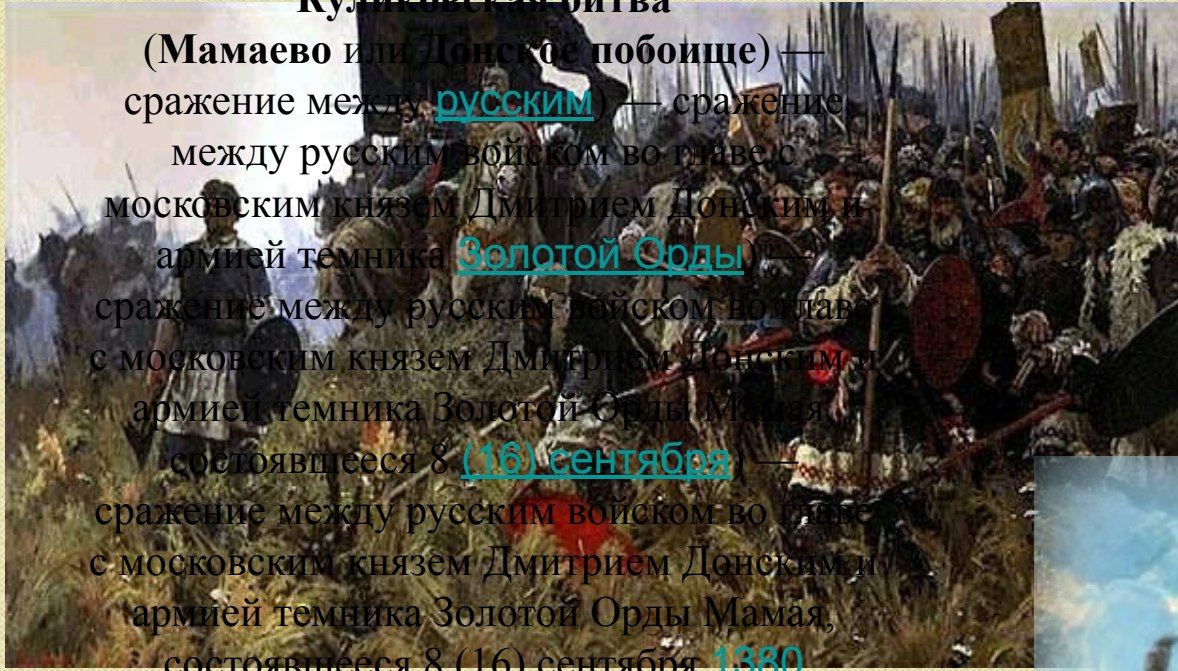 Куликовская битва
(Мамаево или Донское побоище) —
сражение между русским) — сражение
между русским войском во главе с
московским князем Дмитрием Донским и
армией темника Золотой Орды) —
сражение между русским войском во главе
с московским князем Дмитрием Донским и
армией темника Золотой Орды Мамая,
состоявшееся 8 (16) сентября) —
сражение между русским войском во главе
с московским князем Дмитрием Донским и
армией темника Золотой Орды Мамая,
состоявшееся 8 (16) сентября 1380